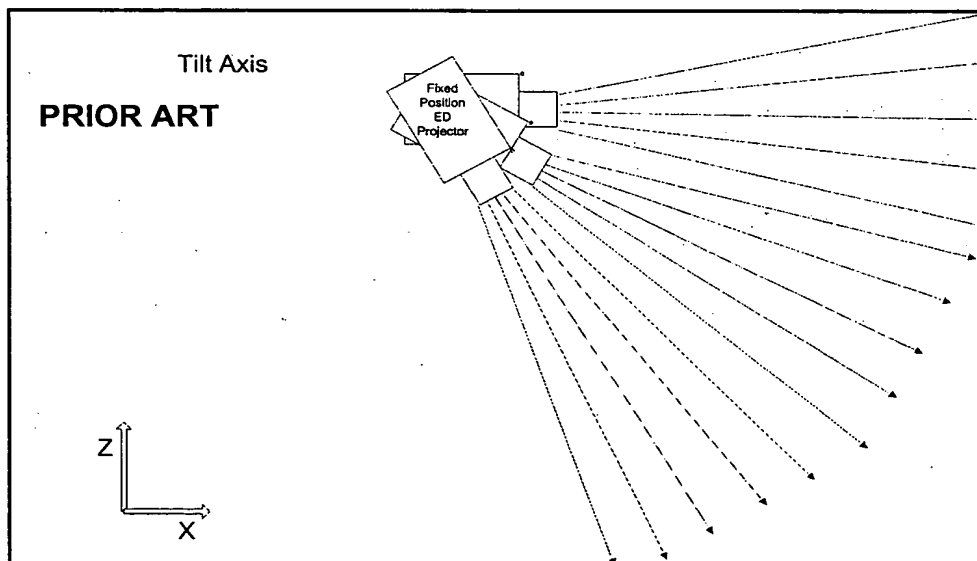 Tilt Axis
PRIOR ART
Fixed
Position
ED
Projector
Z
X